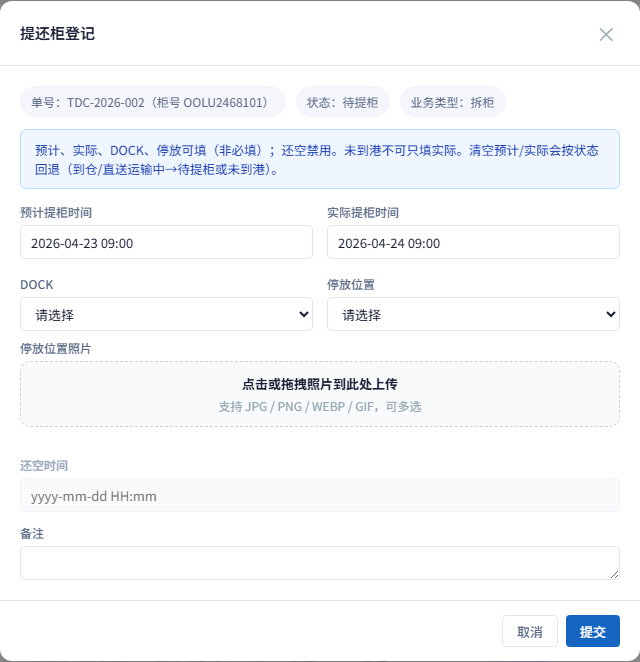 提还柜登记
单号：TDC-2026-002（柜号 OOLU2468101） 状态：待提柜 业务类型：拆柜
预计、实际、DOCK、停放可填（非必填）；还空禁用。未到港不可只填实际。清空预计/实际会按状态
回退（到仓/直送运输中→待提柜或未到港）。
预计提柜时间 实际提柜时间
2026-04-23 09:00 2026-04-24 09:00
DOCK 停放位置
请选择 请选择
停放位置照片
点击或拖拽照片到此处上传
支持 JPG / PNG / WEBP / GIF，可多选
还空时间
yyyy-mm-dd HH:mm
备注
取消 提交